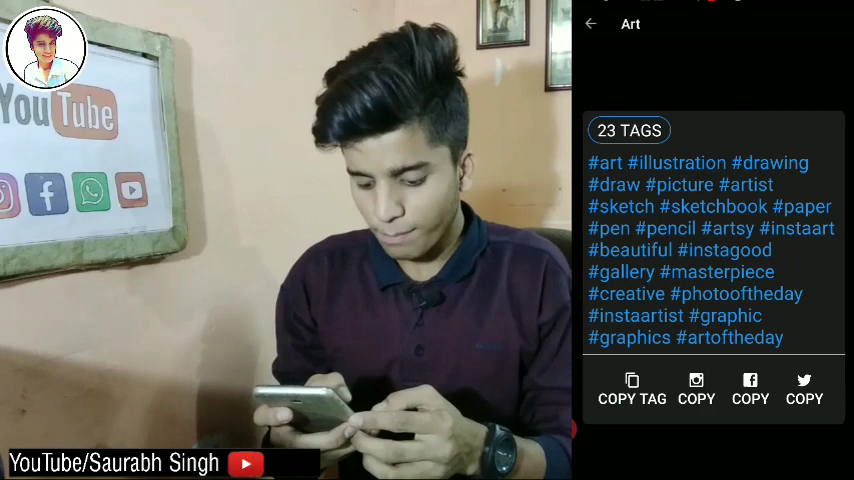 YouTube
YouTube/Saurabh Singh
Art
23 TAGS
#art #illustration #drawing
#draw #picture #artist
#sketch #sketchbook #paper
#pen #pencil #artsy #instaart
#beautiful #instagood
#gallery #masterpiece
#creative #photooftheday
#instaartist #graphic
#graphics #artoftheday
COPY TAG COPY COPY COPY